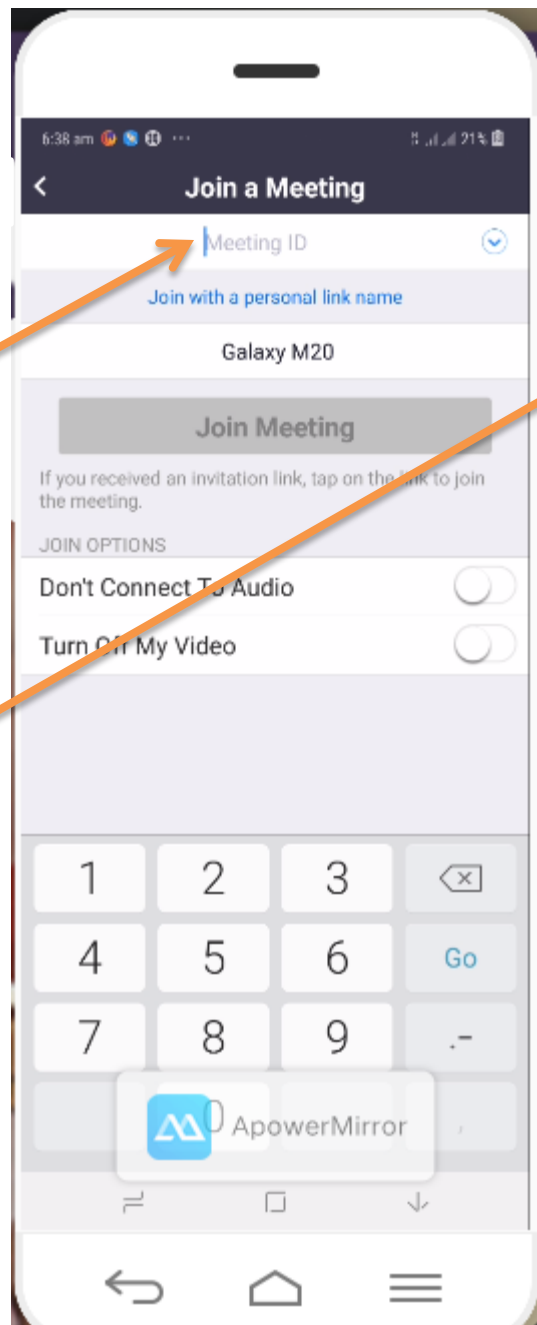 6:38 am ... 21%
Join a Meeting
Meeting ID
Join with a personal link name
Galaxy M20
Join Meeting
If you received an invitation link, tap on the link to join
the meeting.
JOIN OPTIONS
Don't Connect To Audio
Turn Off My Video
1 2 3
4 5 6 Go
7 8 9 .-
0 ,
ApowerMirror